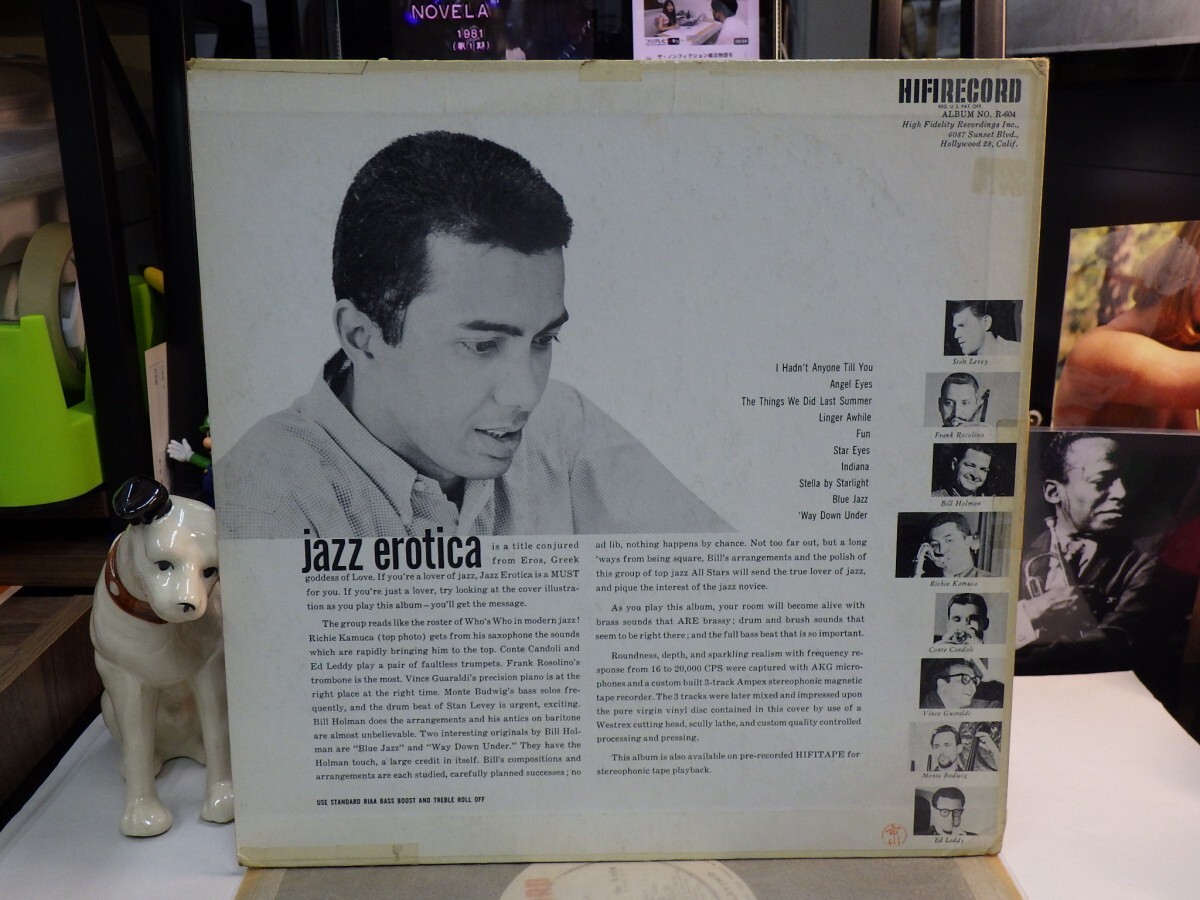 NOVELA
1981
HIFIRECORD
REG. U.S. PAT. OFF.
ALBUM NO. R-604
High Fidelity Recordings Inc.,
6087 Sunset Blvd.,
Hollywood 28, Calif.
I Hadn't Anyone Till You
Angel Eyes
The Things We Did Last Summer
Linger Awhile
Fun
Star Eyes
Indiana
Stella by Starlight
Blue Jazz
'Way Down Under
Stan Levey
Frank Rosolino
Bill Holman
Richie Kamuca
Conte Candoli
Vince Guaraldi
Monte Budwig
Ed Leddy
jazz erotica is a title conjured
from Eros, Greek
goddess of Love. If you're a lover of jazz, Jazz Erotica is a MUST
for you. If you're just a lover, try looking at the cover illustra-
tion as you play this album—you'll get the message.
The group reads like the roster of Who's Who in modern jazz!
Richie Kamuca (top photo) gets from his saxophone the sounds
which are rapidly bringing him to the top. Conte Candoli and
Ed Leddy play a pair of faultless trumpets. Frank Rosolino's
trombone is the most. Vince Guaraldi's precision piano is at the
right place at the right time. Monte Budwig's bass solos fre-
quently, and the drum beat of Stan Levey is urgent, exciting.
Bill Holman does the arrangements and his antics on baritone
are almost unbelievable. Two interesting originals by Bill Hol-
man are "Blue Jazz" and "Way Down Under." They have the
Holman touch, a large credit in itself. Bill's compositions and
arrangements are each studied, carefully planned successes; no
ad lib, nothing happens by chance. Not too far out, but a long
'ways from being square, Bill's arrangements and the polish of
this group of top jazz All Stars will send the true lover of jazz,
and pique the interest of the jazz novice.
As you play this album, your room will become alive with
brass sounds that ARE brassy; drum and brush sounds that
seem to be right there; and the full bass beat that is so important.
Roundness, depth, and sparkling realism with frequency re-
sponse from 16 to 20,000 CPS were captured with AKG micro-
phones and a custom built 3-track Ampex stereophonic magnetic
tape recorder. The 3 tracks were later mixed and impressed upon
the pure virgin vinyl disc contained in this cover by use of a
Westrex cutting head, scully lathe, and custom quality controlled
processing and pressing.
This album is also available on pre-recorded HIFITAPE for
stereophonic tape playback.
USE STANDARD RIAA BASS BOOST AND TREBLE ROLL OFF